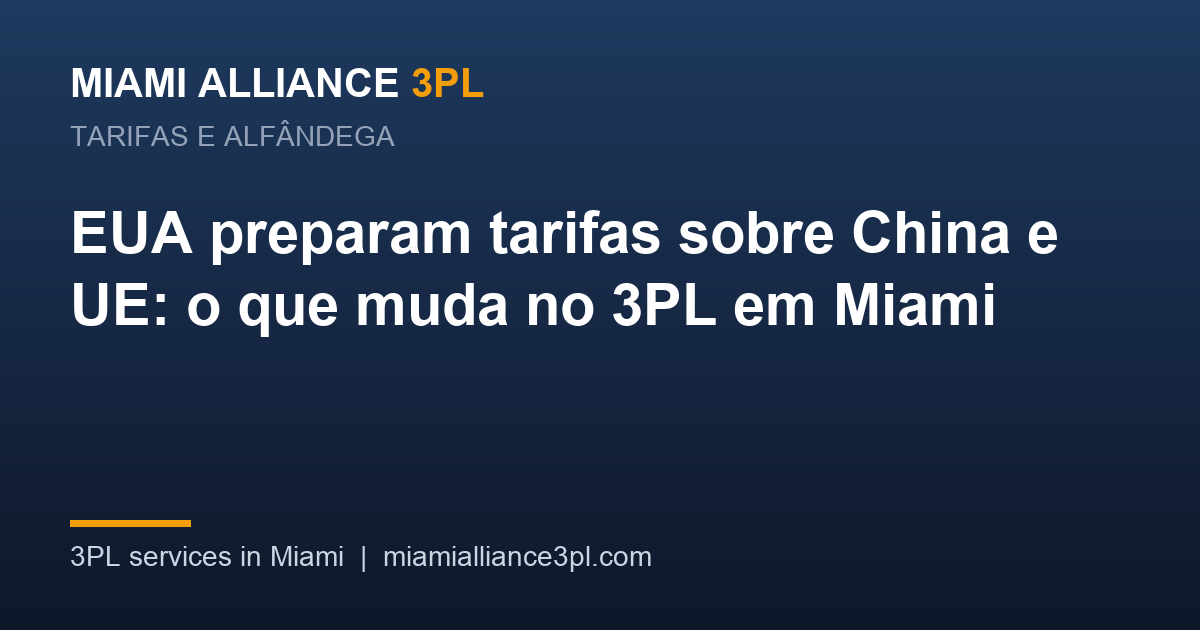 MIAMI ALLIANCE 3PL
TARIFAS E ALFÂNDEGA
EUA preparam tarifas sobre China e
UE: o que muda no 3PL em Miami
3PL services in Miami | miamialliance3pl.com